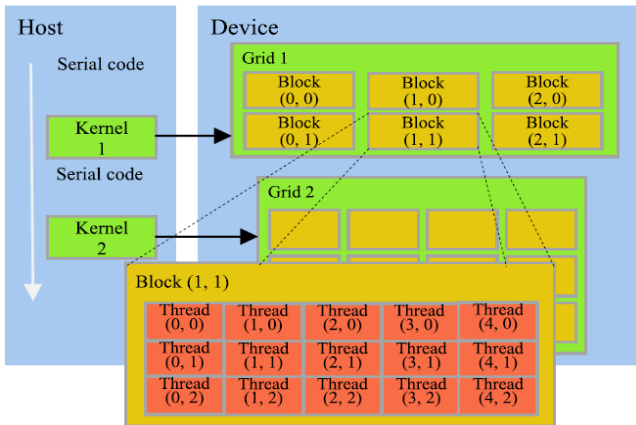 Host
Device
Serial code
Grid 1
Block
(0, 0)
Block
(1, 0)
Block
(2, 0)
Kernel
1
Block
(0, 1)
Block
(1, 1)
Block
(2, 1)
Serial code
Grid 2
Kernel
2
Block (1, 1)
Thread
(0, 0)
Thread
(1, 0)
Thread
(2, 0)
Thread
(3, 0)
Thread
(4, 0)
Thread
(0, 1)
Thread
(1, 1)
Thread
(2, 1)
Thread
(3, 1)
Thread
(4, 1)
Thread
(0, 2)
Thread
(1, 2)
Thread
(2, 2)
Thread
(3, 2)
Thread
(4, 2)